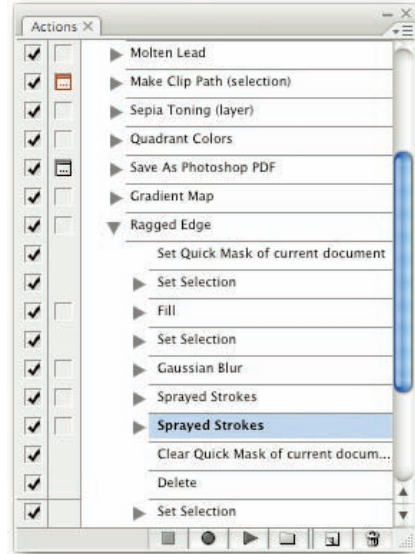 Actions
Molten Lead
Make Clip Path (selection)
Sepia Toning (layer)
Quadrant Colors
Save As Photoshop PDF
Gradient Map
Ragged Edge
Set Quick Mask of current document
Set Selection
Fill
Set Selection
Gaussian Blur
Sprayed Strokes
Sprayed Strokes
Clear Quick Mask of current docum...
Delete
Set Selection